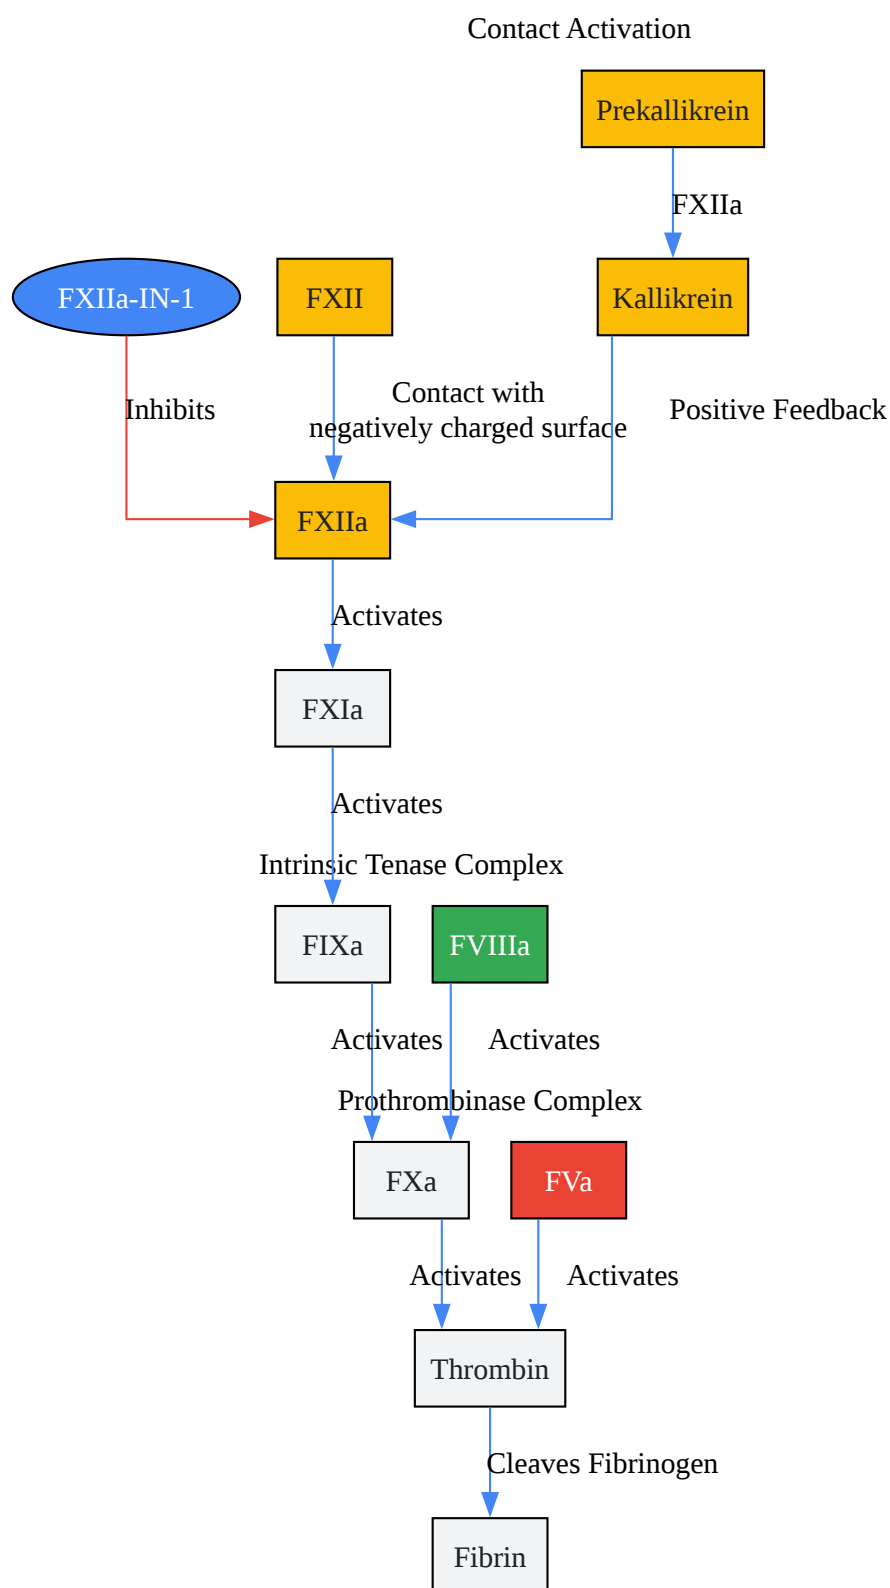 Contact Activation
Prekallikrein
FXIIa
FXIIa-IN-1
FXII
Kallikrein
Inhibits
Contact with
negatively charged surface
Positive Feedback
FXIIa
Activates
FXIa
Activates
Intrinsic Tenase Complex
FIXa
FVIIIa
Activates
Activates
Prothrombinase Complex
FXa
FVa
Activates
Activates
Thrombin
Cleaves Fibrinogen
Fibrin